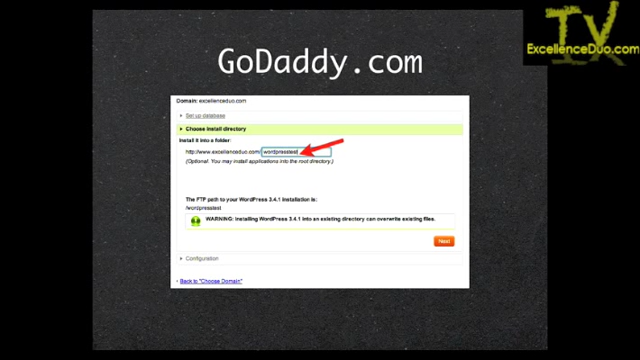 IX
ExcellenceDuo.com
GoDaddy.com
Domain: excellenceduo.com
Set up database
Choose install directory
Install it into a folder:
http://www.excellenceduo.com/ wordpresstest
(Optional. You may install applications into the root directory.)
The FTP path to your WordPress 3.4.1 installation is:
/wordpresstest
WARNING: Installing WordPress 3.4.1 into an existing directory can overwrite existing files.
Next
Configuration
Back to "Choose Domain"